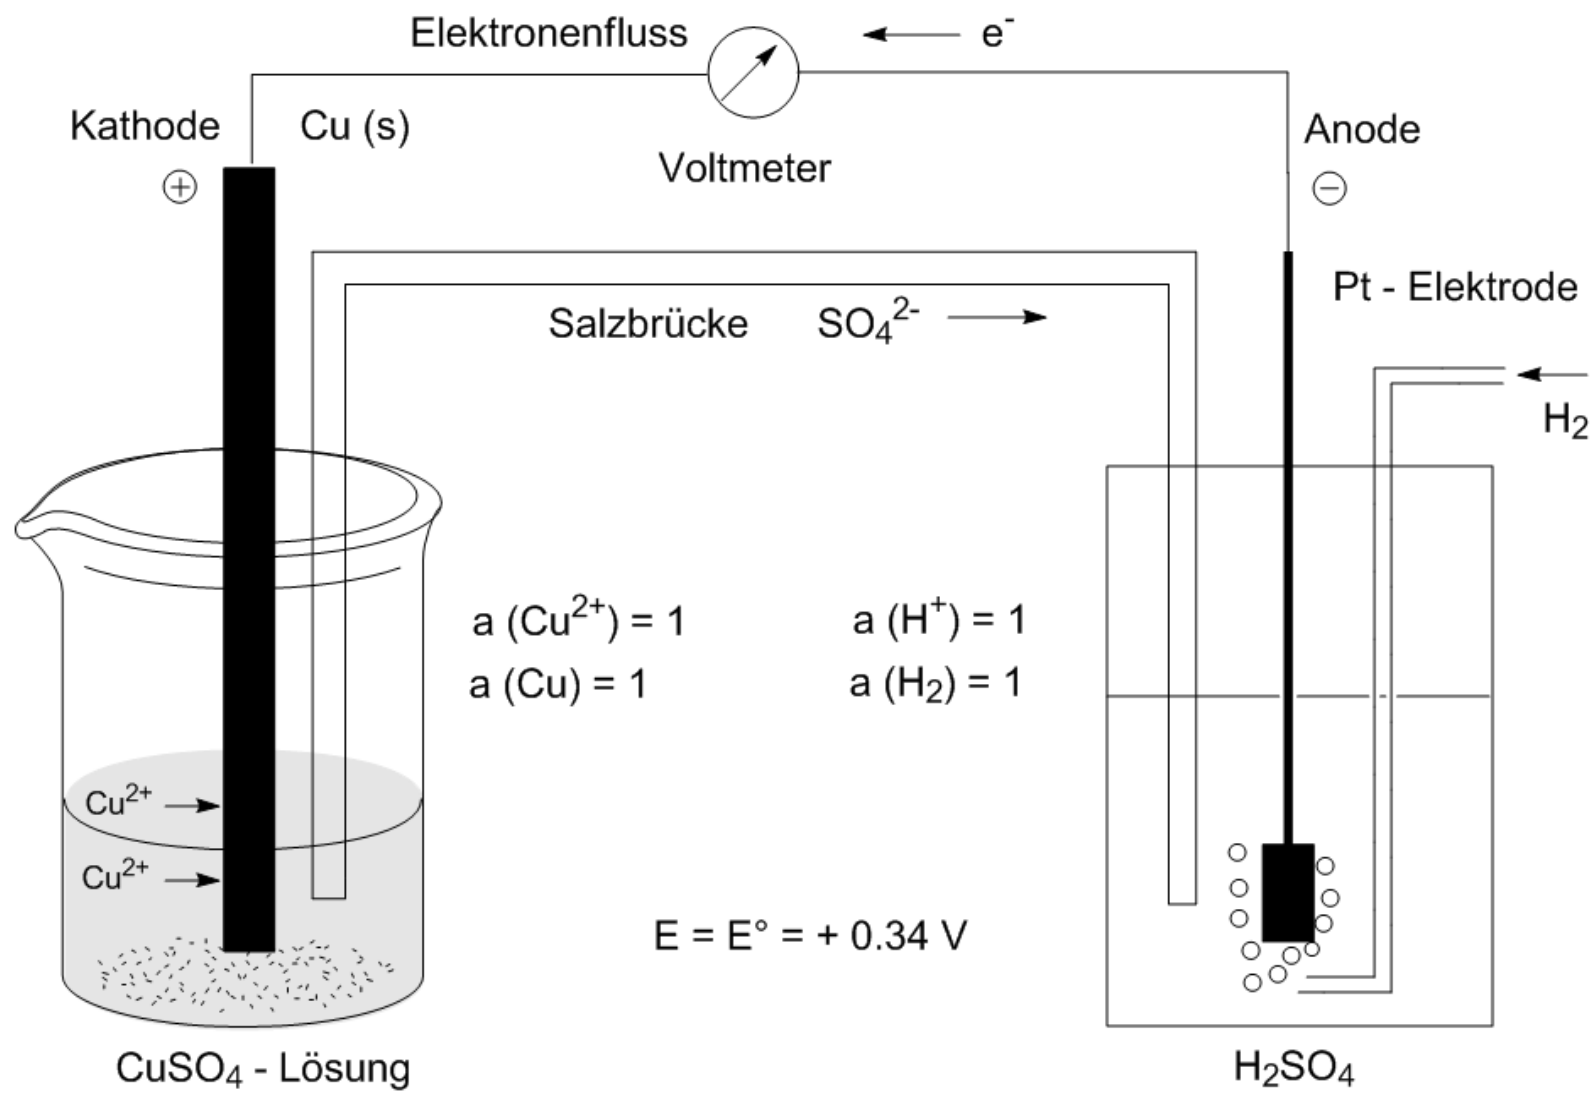 Elektronenfluss
e⁻
Kathode
Cu (s)
Anode
+
Voltmeter
−
Pt - Elektrode
Salzbrücke SO₄²⁻
H₂
a (Cu²⁺) = 1
a (H⁺) = 1
a (Cu) = 1
a (H₂) = 1
Cu²⁺
Cu²⁺
E = E° = + 0.34 V
CuSO₄ - Lösung
H₂SO₄